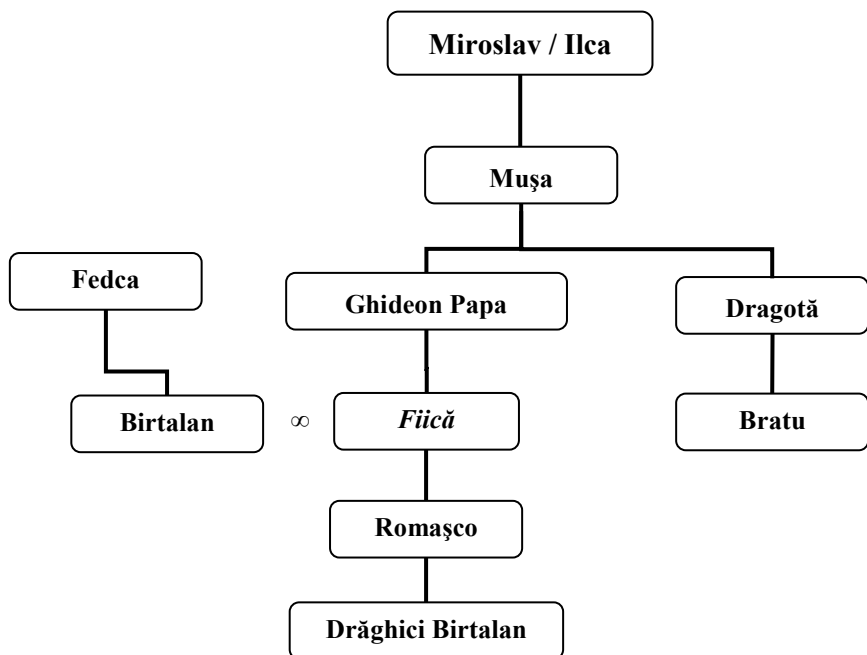 Miroslav / Ilca
Muşa
Fedca
Ghideon Papa
Dragotă
Birtalan ∞ Fiică
Bratu
Romaşco
Drăghici Birtalan